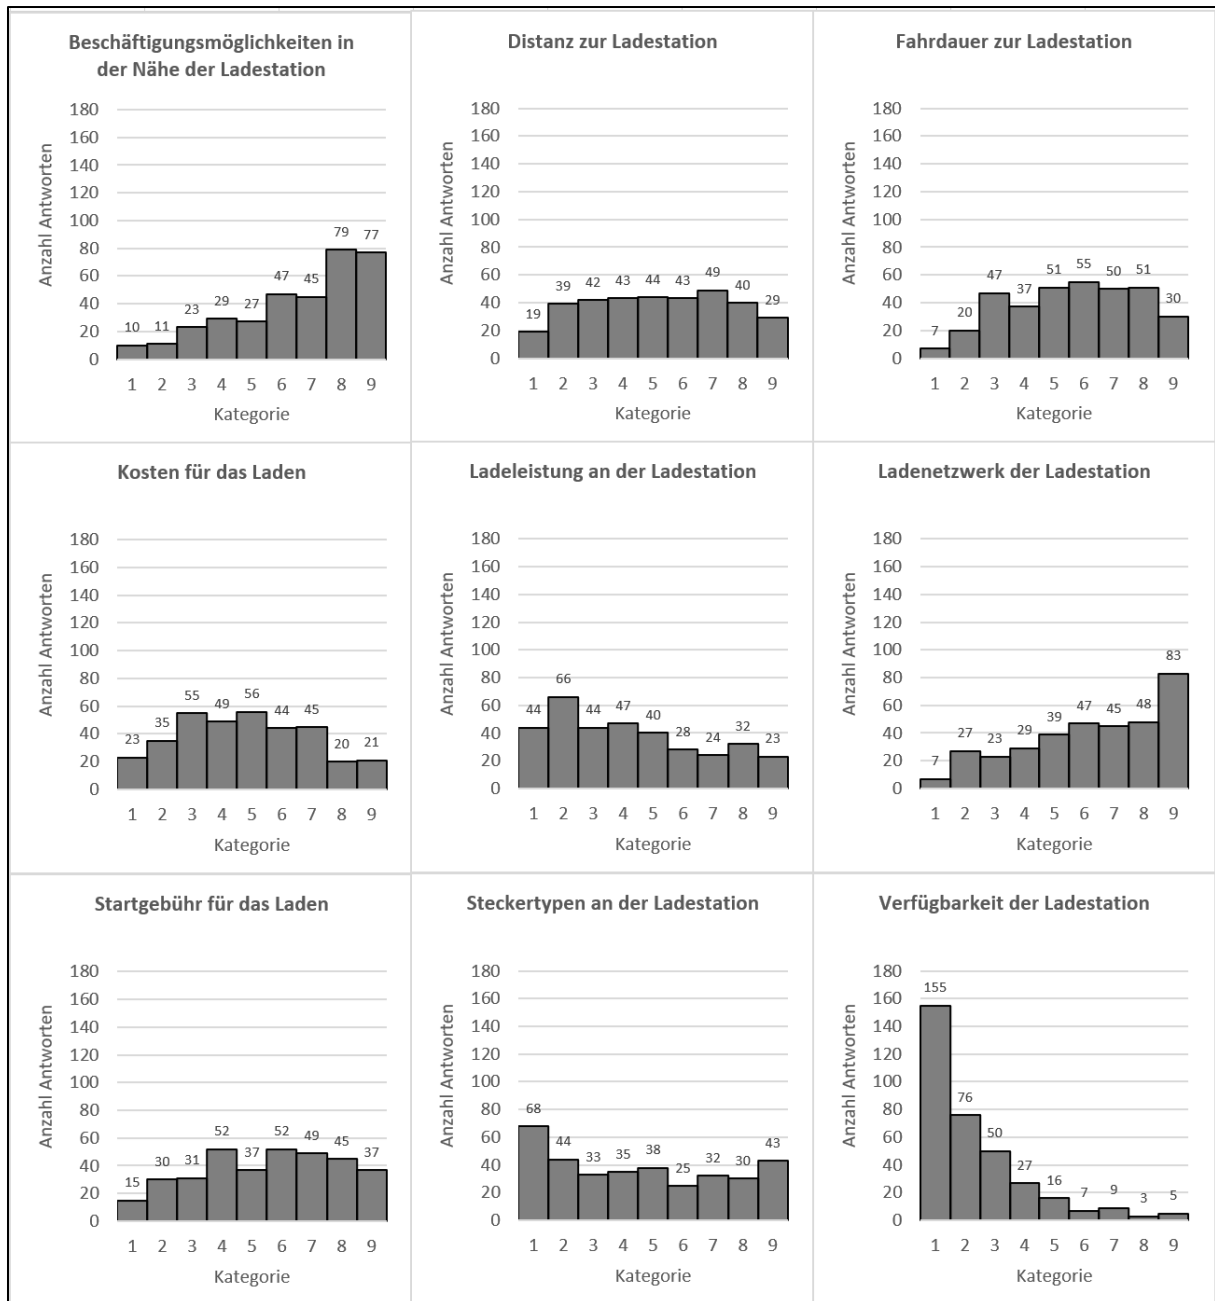 Beschäftigungsmöglichkeiten in
der Nähe der Ladestation
Anzahl Antworten
180
160
140
120
100
80
60
40
20
0
10 11 23 29 27 47 45 79 77
1 2 3 4 5 6 7 8 9
Kategorie
Distanz zur Ladestation
Anzahl Antworten
180
160
140
120
100
80
60
40
20
0
19 39 42 43 44 43 49 40 29
1 2 3 4 5 6 7 8 9
Kategorie
Fahrdauer zur Ladestation
Anzahl Antworten
180
160
140
120
100
80
60
40
20
0
7 20 47 37 51 55 50 51 30
1 2 3 4 5 6 7 8 9
Kategorie
Kosten für das Laden
Anzahl Antworten
180
160
140
120
100
80
60
40
20
0
23 35 55 49 56 44 45 20 21
1 2 3 4 5 6 7 8 9
Kategorie
Ladeleistung an der Ladestation
Anzahl Antworten
180
160
140
120
100
80
60
40
20
0
44 66 44 47 40 28 24 32 23
1 2 3 4 5 6 7 8 9
Kategorie
Ladenetzwerk der Ladestation
Anzahl Antworten
180
160
140
120
100
80
60
40
20
0
7 27 23 29 39 47 45 48 83
1 2 3 4 5 6 7 8 9
Kategorie
Startgebühr für das Laden
Anzahl Antworten
180
160
140
120
100
80
60
40
20
0
15 30 31 52 37 52 49 45 37
1 2 3 4 5 6 7 8 9
Kategorie
Steckertypen an der Ladestation
Anzahl Antworten
180
160
140
120
100
80
60
40
20
0
68 44 33 35 38 25 32 30 43
1 2 3 4 5 6 7 8 9
Kategorie
Verfügbarkeit der Ladestation
Anzahl Antworten
180
160
140
120
100
80
60
40
20
0
155 76 50 27 16 7 9 3 5
1 2 3 4 5 6 7 8 9
Kategorie